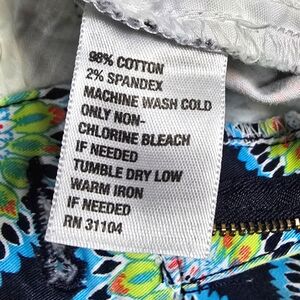 98% COTTON
2% SPANDEX
MACHINE WASH COLD
ONLY NON-
CHLORINE BLEACH
IF NEEDED
TUMBLE DRY LOW
WARM IRON
IF NEEDED
RN 31104